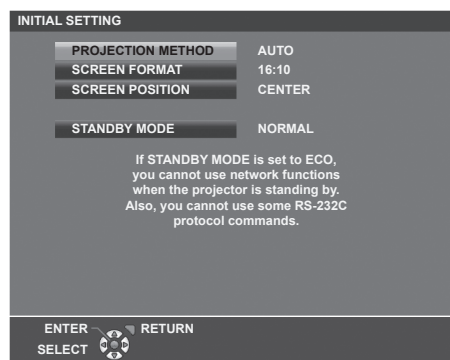 INITIAL SETTING
PROJECTION METHOD AUTO
SCREEN FORMAT 16:10
SCREEN POSITION CENTER
STANDBY MODE NORMAL
If STANDBY MODE is set to ECO,
you cannot use network functions
when the projector is standing by.
Also, you cannot use some RS-232C
protocol commands.
ENTER RETURN
SELECT